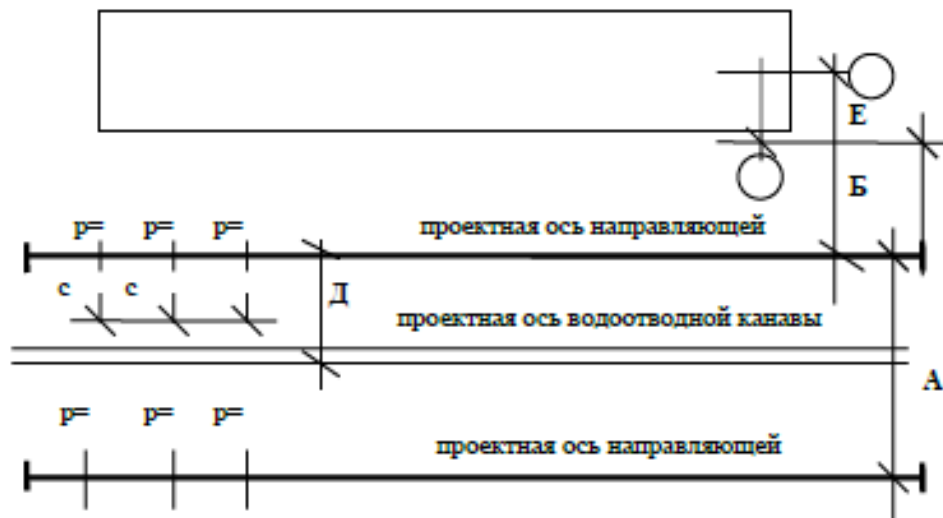 Е
Б
р= р= р= проектная ось направляющей
с с Д
проектная ось водоотводной канавы
А
р= р= р=
проектная ось направляющей